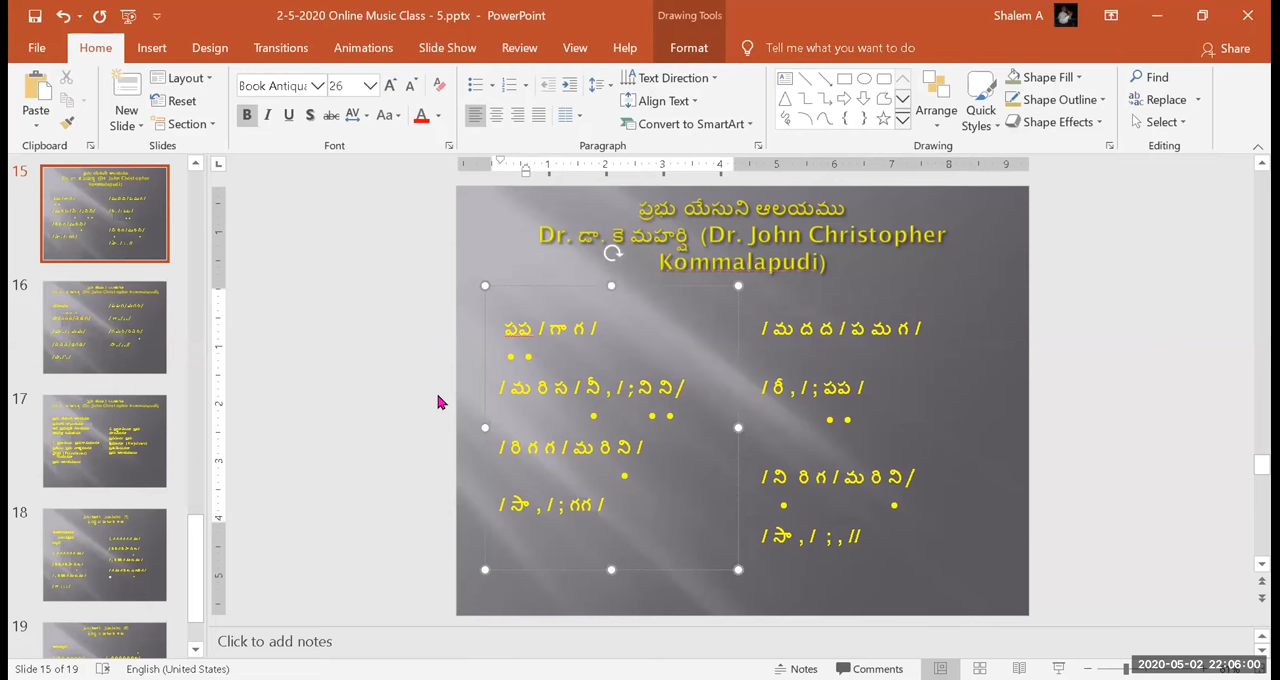 2-5-2020 Online Music Class - 5.pptx - PowerPoint
Drawing Tools
Shalem A
File Home Insert Design Transitions Animations Slide Show Review View Help Format Tell me what you want to do Share
Paste
Clipboard
New Slide
Layout
Reset
Section
Slides
Book Antiqua 26
Font
Text Direction
Align Text
Convert to SmartArt
Paragraph
Arrange
Quick Styles
Shape Fill
Shape Outline
Shape Effects
Drawing
Find
Replace
Select
Editing
15
16
17
18
19
ప్రభు యేసుని ఆలయము
Dr. డా. కె మహర్షి (Dr. John Christopher
Kommalapudi)
పప / గా గ /
/ మ రి స / నీ , / ; ని ని /
/ రి గ గ / మ రి ని /
/ సా , / ; గగ /
/ మ ద ద / ప మ గ /
/ రీ , / ; పప /
/ ని రి గ / మ రి ని /
/ సా , / ; , //
Click to add notes
Slide 15 of 19 English (United States) Notes Comments
2020-05-02 22:06:00